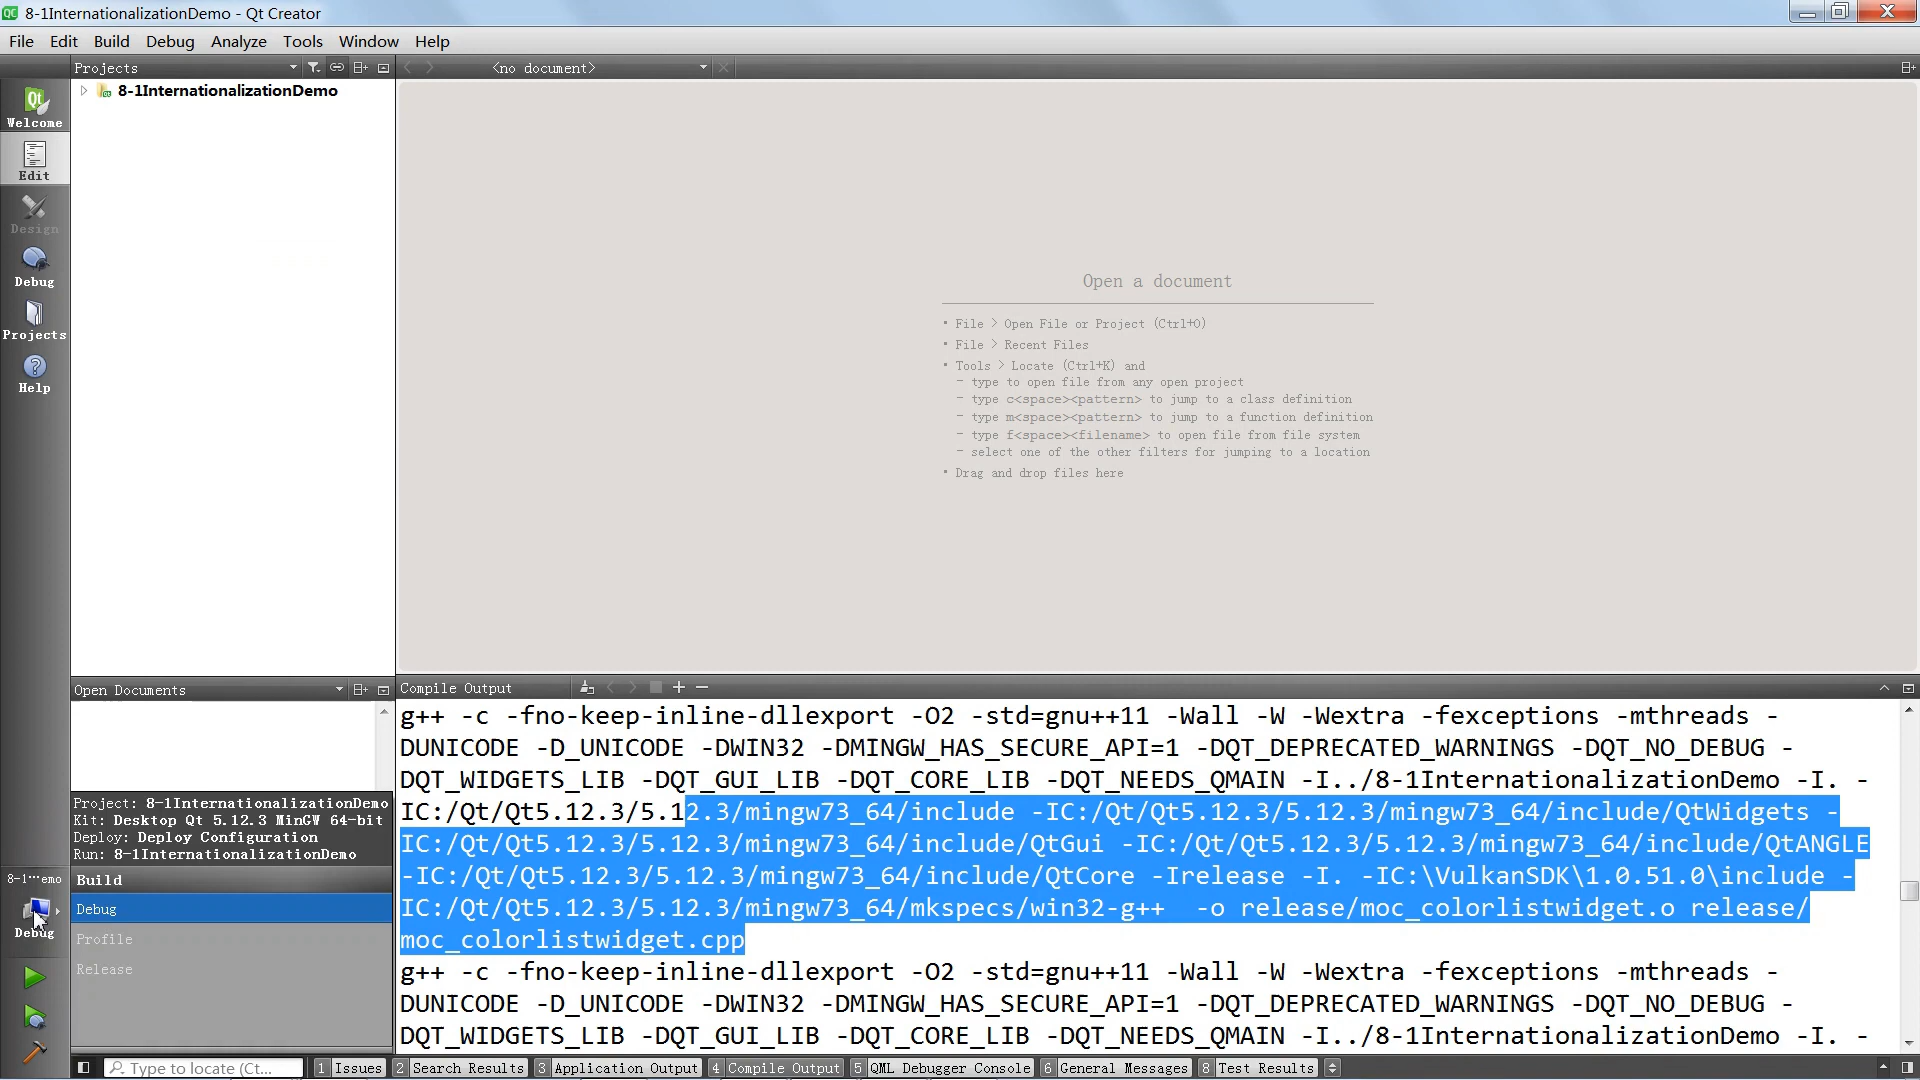 8-1InternationalizationDemo - Qt Creator
File Edit Build Debug Analyze Tools Window Help
Projects
<no document>
8-1InternationalizationDemo
Welcome
Edit
Design
Debug
Projects
Help
Open a document
• File > Open File or Project (Ctrl+O)
• File > Recent Files
• Tools > Locate (Ctrl+K) and
- type to open file from any open project
- type c<space><pattern> to jump to a class definition
- type m<space><pattern> to jump to a function definition
- type f<space><filename> to open file from file system
- select one of the other filters for jumping to a location
• Drag and drop files here
Open Documents
Compile Output
g++ -c -fno-keep-inline-dllexport -O2 -std=gnu++11 -Wall -W -Wextra -fexceptions -mthreads -
DUNICODE -D_UNICODE -DWIN32 -DMINGW_HAS_SECURE_API=1 -DQT_DEPRECATED_WARNINGS -DQT_NO_DEBUG -
DQT_WIDGETS_LIB -DQT_GUI_LIB -DQT_CORE_LIB -DQT_NEEDS_QMAIN -I../8-1InternationalizationDemo -I. -
IC:/Qt/Qt5.12.3/5.12.3/mingw73_64/include -IC:/Qt/Qt5.12.3/5.12.3/mingw73_64/include/QtWidgets -
IC:/Qt/Qt5.12.3/5.12.3/mingw73_64/include/QtGui -IC:/Qt/Qt5.12.3/5.12.3/mingw73_64/include/QtANGLE
-IC:/Qt/Qt5.12.3/5.12.3/mingw73_64/include/QtCore -Irelease -I. -IC:\VulkanSDK\1.0.51.0\include -
IC:/Qt/Qt5.12.3/5.12.3/mingw73_64/mkspecs/win32-g++  -o release/moc_colorlistwidget.o release/
moc_colorlistwidget.cpp
g++ -c -fno-keep-inline-dllexport -O2 -std=gnu++11 -Wall -W -Wextra -fexceptions -mthreads -
DUNICODE -D_UNICODE -DWIN32 -DMINGW_HAS_SECURE_API=1 -DQT_DEPRECATED_WARNINGS -DQT_NO_DEBUG -
DQT_WIDGETS_LIB -DQT_GUI_LIB -DQT_CORE_LIB -DQT_NEEDS_QMAIN -I../8-1InternationalizationDemo -I. -
Project: 8-1InternationalizationDemo
Kit: Desktop Qt 5.12.3 MinGW 64-bit
Deploy: Deploy Configuration
Run: 8-1InternationalizationDemo
8-1···emo
Build
Debug
Debug
Profile
Release
Type to locate (Ct...
1 Issues 2 Search Results 3 Application Output 4 Compile Output 5 QML Debugger Console 6 General Messages 8 Test Results